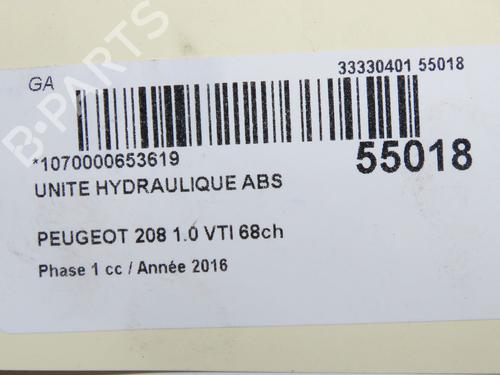 GA
33330401 55018
*1070000653619
55018
UNITE HYDRAULIQUE ABS
PEUGEOT 208 1.0 VTI 68ch
Phase 1 cc / Année 2016
B-PARTS